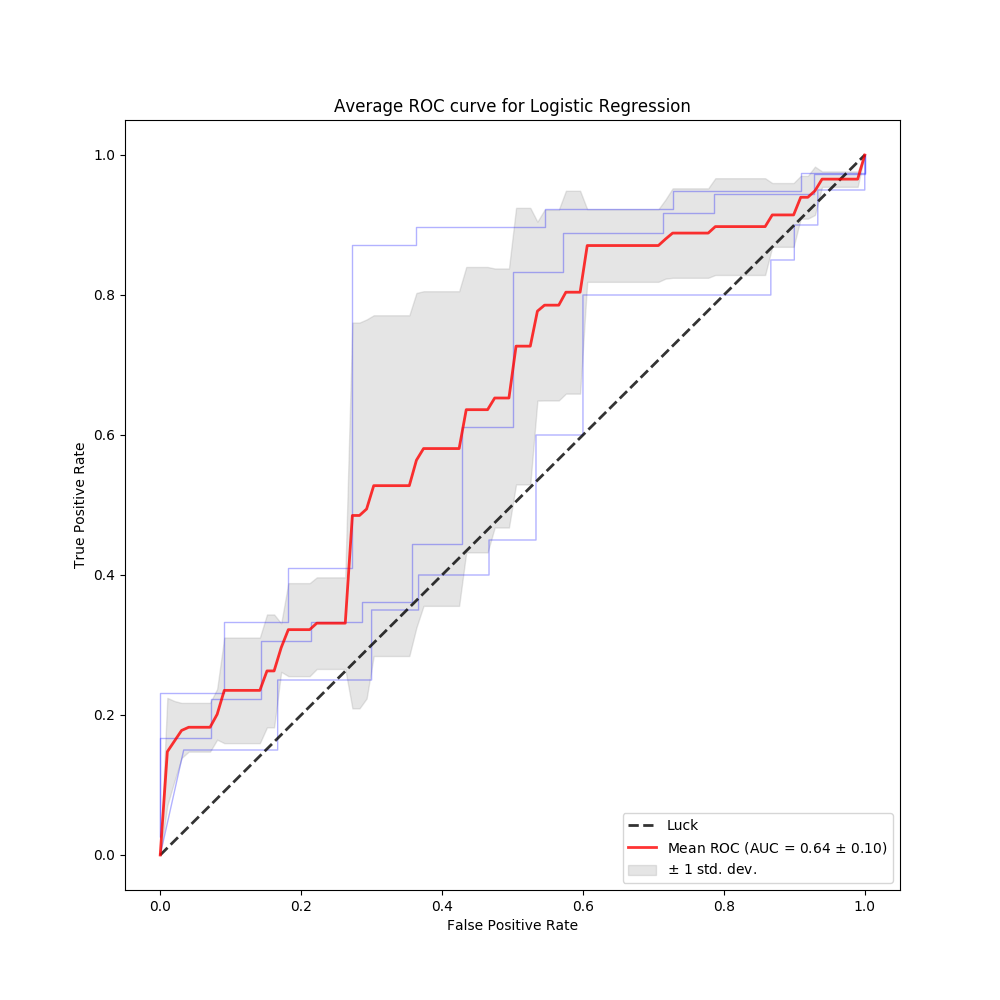 Average ROC curve for Logistic Regression
True Positive Rate
1.0
0.8
0.6
0.4
0.2
0.0
Luck
Mean ROC (AUC = 0.64 ± 0.10)
± 1 std. dev.
0.0 0.2 0.4 0.6 0.8 1.0
False Positive Rate